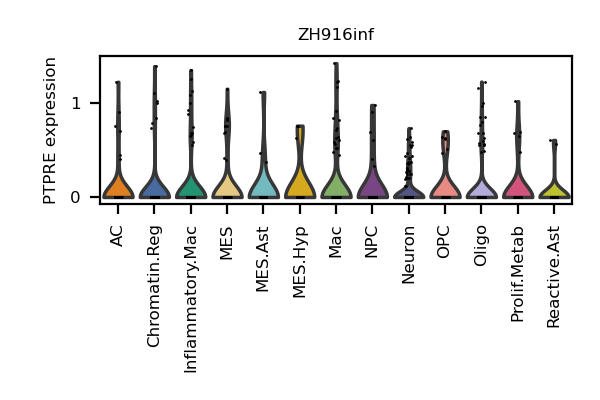 ZH916inf
PTPRE expression
1
0
AC
Chromatin.Reg
Inflammatory.Mac
MES
MES.Ast
MES.Hyp
Mac
NPC
Neuron
OPC
Oligo
Prolif.Metab
Reactive.Ast